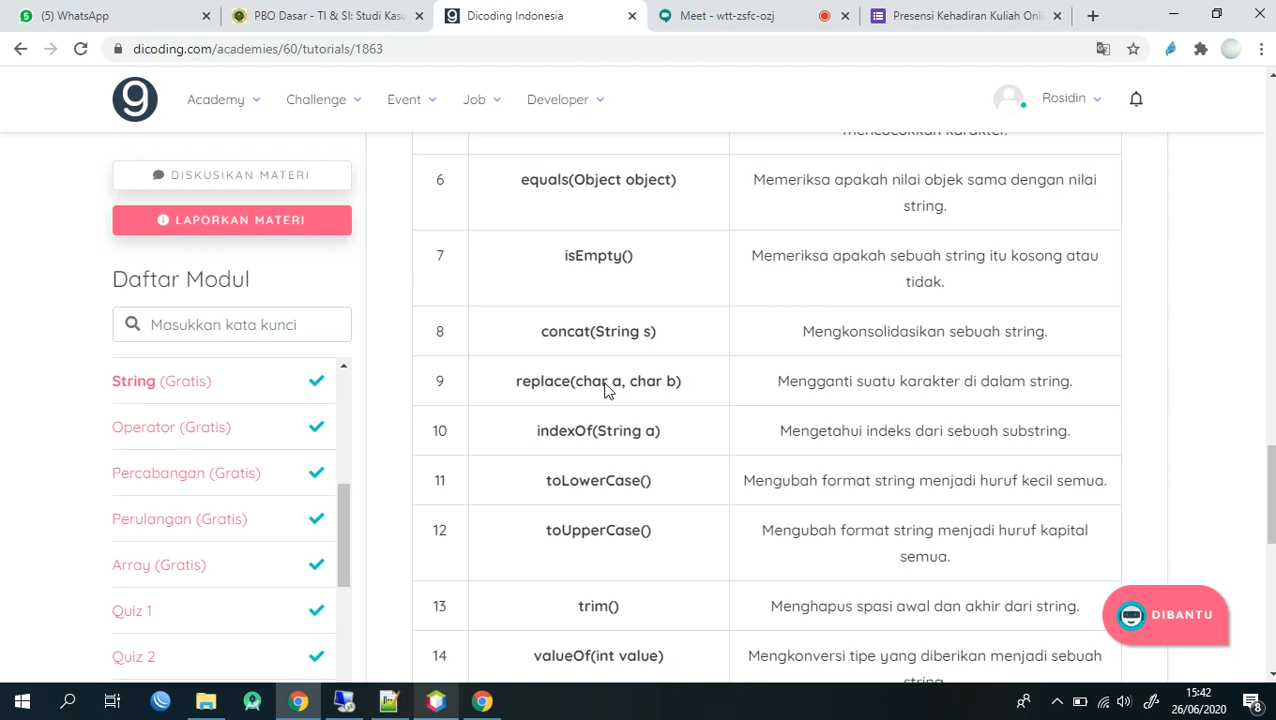 (5) WhatsApp
PBO Dasar - TI & SI: Studi Ka
Dicoding Indonesia
Meet - wtt-zsfc-ozj
Presensi Kehadiran Kuliah Onli
dicoding.com/academies/60/tutorials/1863
Academy
Challenge
Event
Job
Developer
Rosidin
mencocokkan karakter.
DISKUSIKAN MATERI
LAPORKAN MATERI
Daftar Modul
Masukkan kata kunci
String (Gratis)
Operator (Gratis)
Percabangan (Gratis)
Perulangan (Gratis)
Array (Gratis)
Quiz 1
Quiz 2
6 equals(Object object) Memeriksa apakah nilai objek sama dengan nilai
string.
7 isEmpty() Memeriksa apakah sebuah string itu kosong atau
tidak.
8 concat(String s) Mengkonsolidasikan sebuah string.
9 replace(char a, char b) Mengganti suatu karakter di dalam string.
10 indexOf(String a) Mengetahui indeks dari sebuah substring.
11 toLowerCase() Mengubah format string menjadi huruf kecil semua.
12 toUpperCase() Mengubah format string menjadi huruf kapital
semua.
13 trim() Menghapus spasi awal dan akhir dari string.
14 valueOf(int value) Mengkonversi tipe yang diberikan menjadi sebuah
string.
DIBANTU
15:42
26/06/2020
8